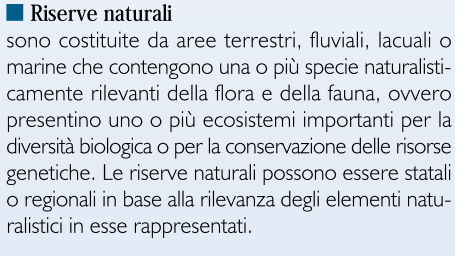 Riserve naturali
sono costituite da aree terrestri, fluviali, lacuali o
marine che contengono una o più specie naturalisti-
camente rilevanti della flora e della fauna, ovvero
presentino uno o più ecosistemi importanti per la
diversità biologica o per la conservazione delle risorse
genetiche. Le riserve naturali possono essere statali
o regionali in base alla rilevanza degli elementi natu-
ralistici in esse rappresentati.